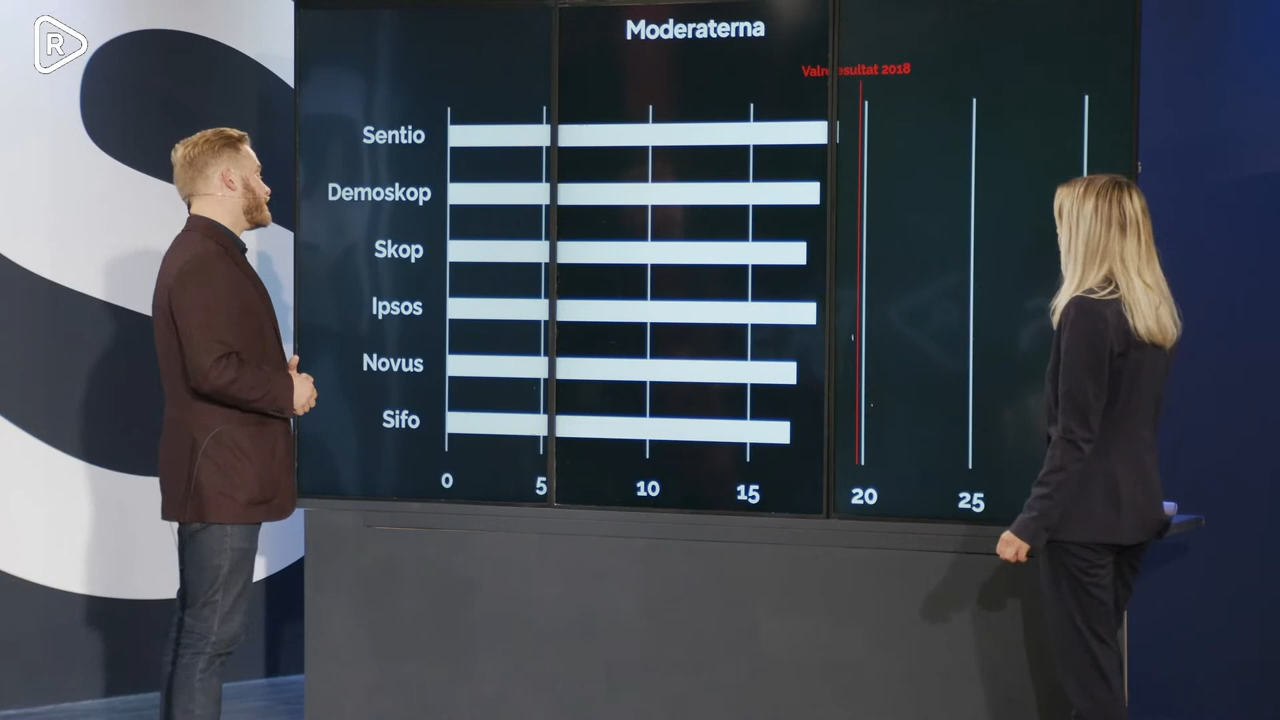 R
Moderaterna
Valresultat 2018
Sentio
Demoskop
Skop
Ipsos
Novus
Sifo
0 5 10 15 20 25